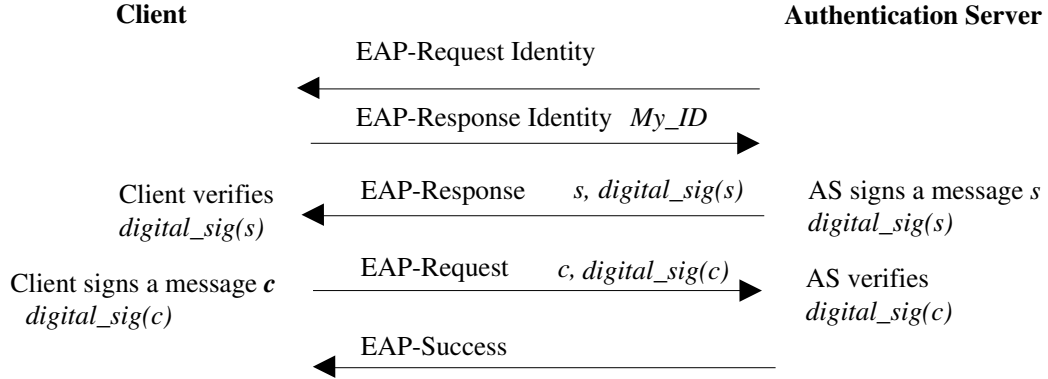 Client
Authentication Server
EAP-Request Identity
EAP-Response Identity My_ID
Client verifies
digital_sig(s)
EAP-Response s, digital_sig(s)
AS signs a message s
digital_sig(s)
Client signs a message c
digital_sig(c)
EAP-Request c, digital_sig(c)
AS verifies
digital_sig(c)
EAP-Success